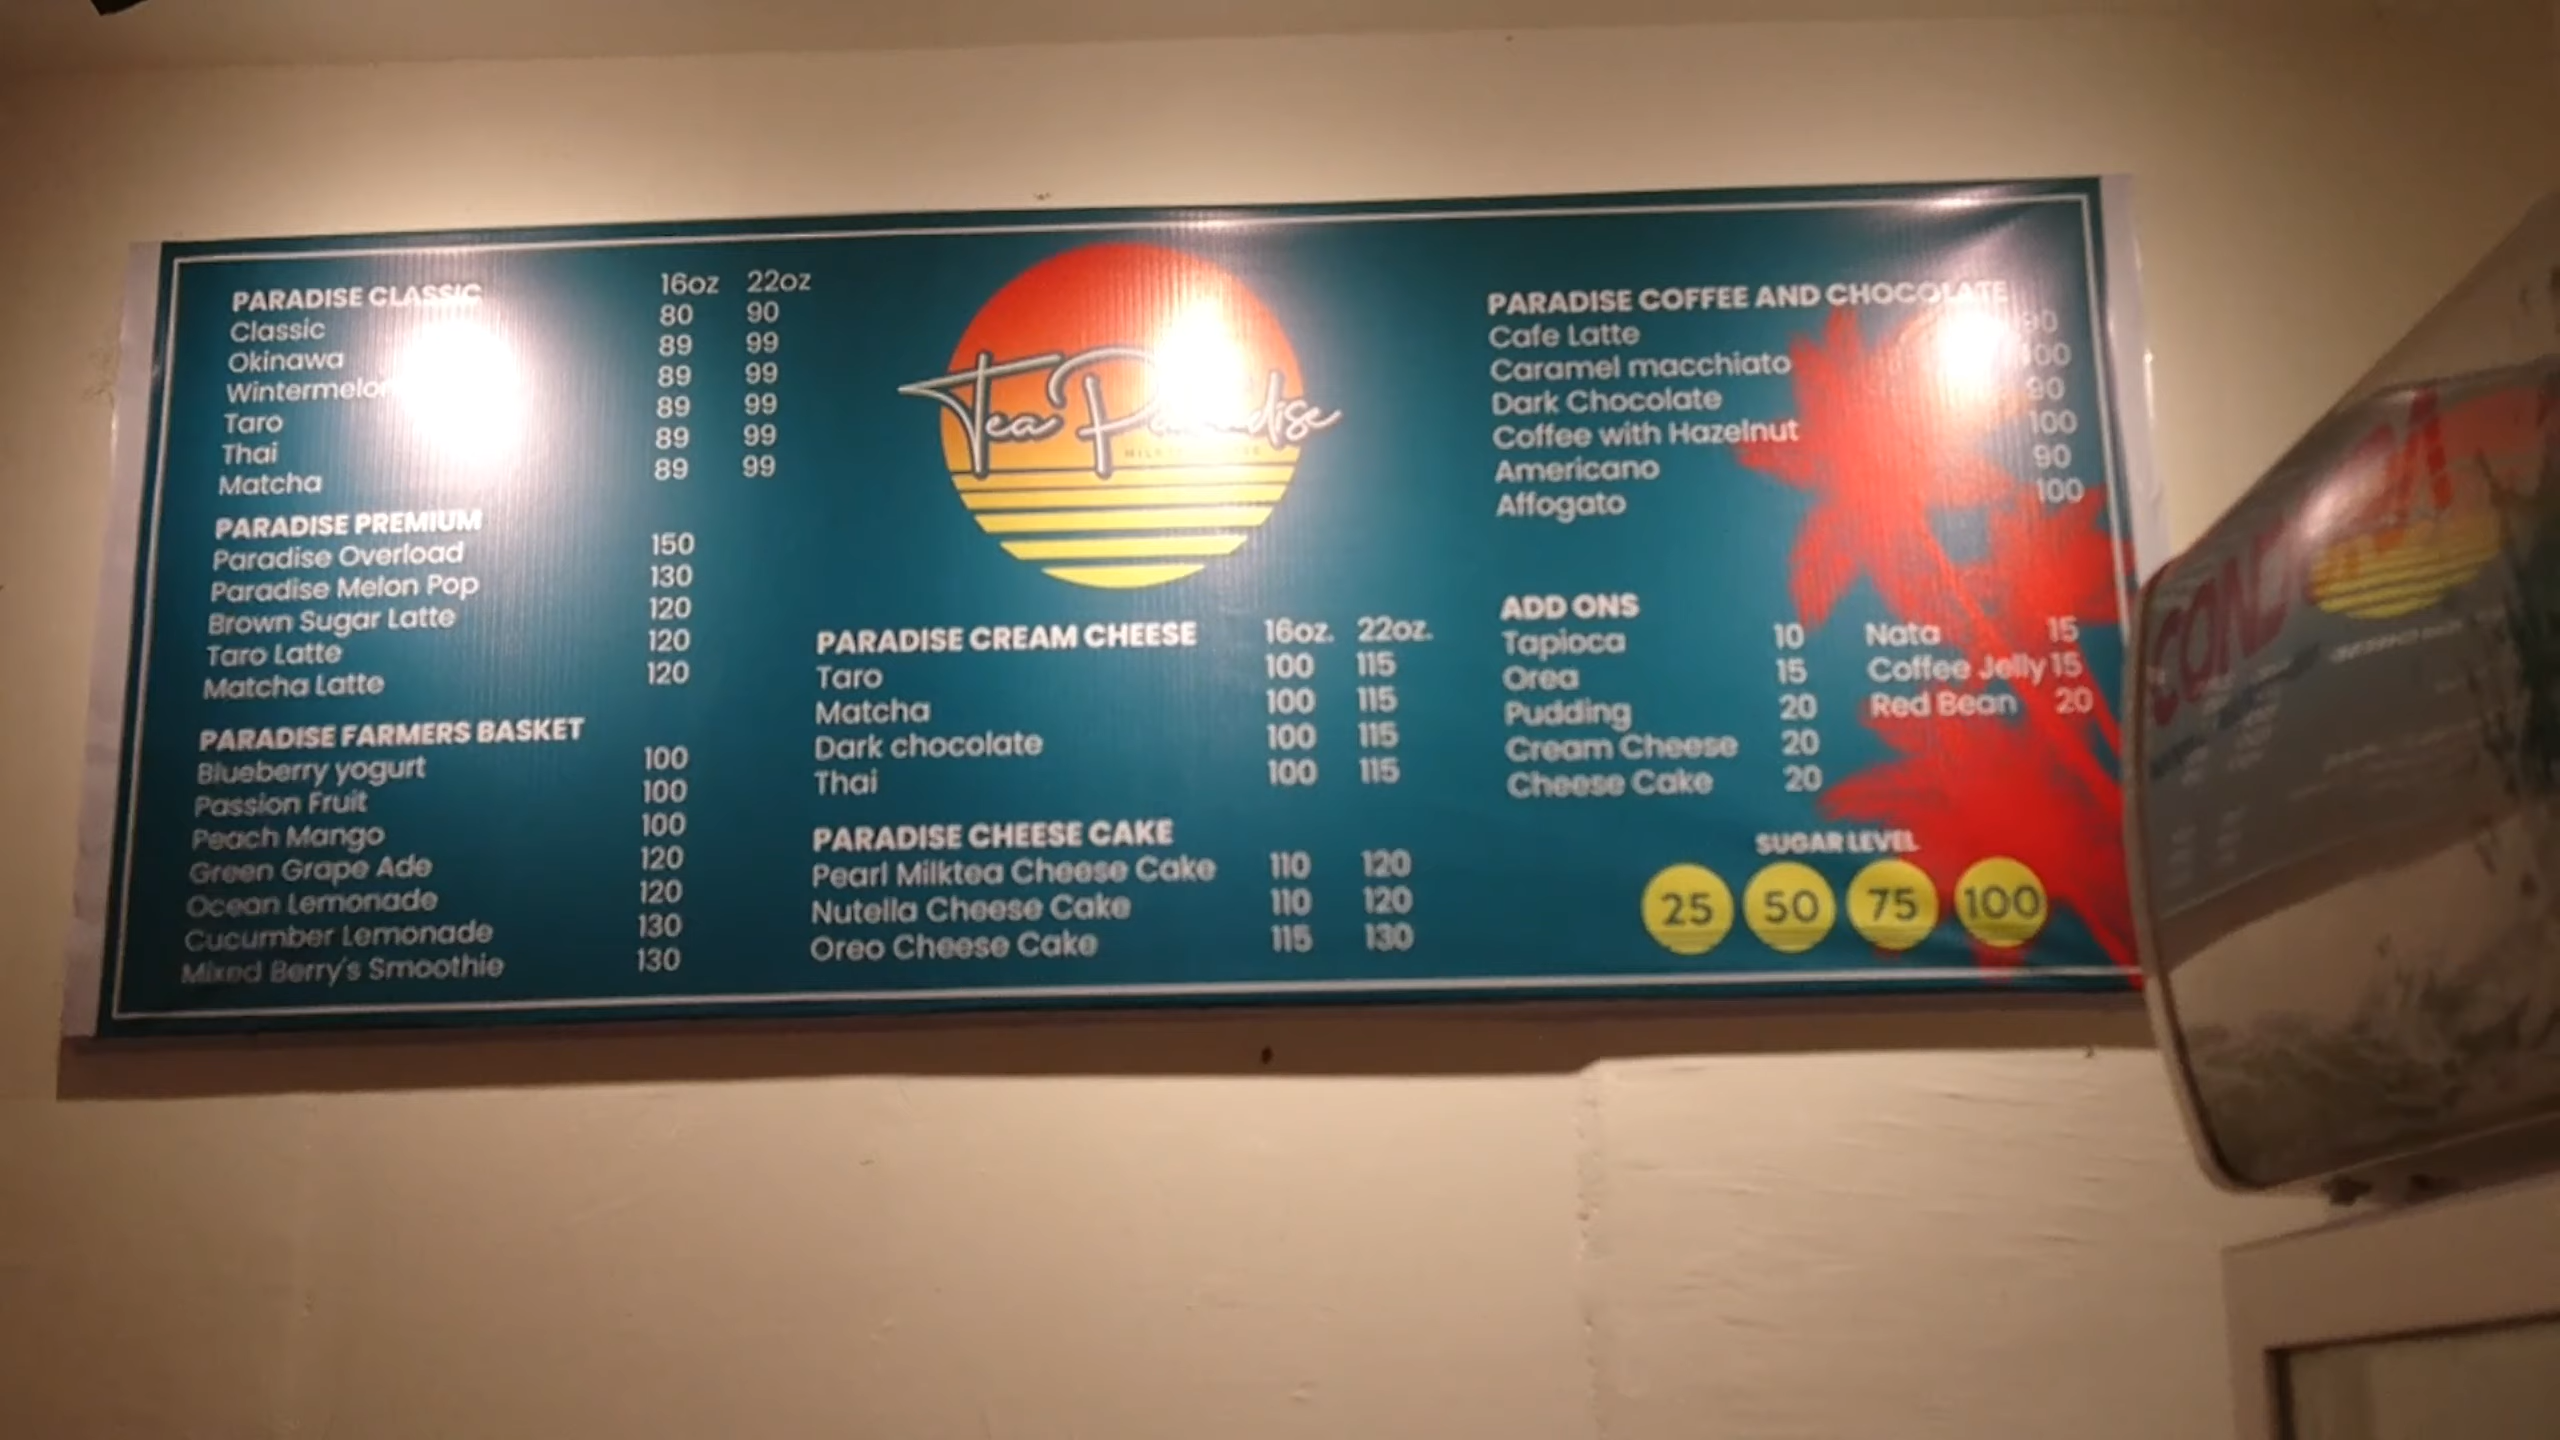 PARADISE CLASSIC 16oz 22oz
Classic 80 90
Okinawa 89 99
Wintermelon 89 99
Taro 89 99
Thai 89 99
Matcha 89 99
PARADISE PREMIUM
Paradise Overload 150
Paradise Melon Pop 130
Brown Sugar Latte 120
Taro Latte 120
Matcha Latte 120
PARADISE FARMERS BASKET
Blueberry yogurt 100
Passion Fruit 100
Peach Mango 100
Green Grape Ade 120
Ocean Lemonade 120
Cucumber Lemonade 130
Mixed Berry's Smoothie 130
Tea Paradise
PARADISE CREAM CHEESE 16oz. 22oz.
Taro 100 115
Matcha 100 115
Dark chocolate 100 115
Thai 100 115
PARADISE CHEESE CAKE
Pearl Milktea Cheese Cake 110 120
Nutella Cheese Cake 110 120
Oreo Cheese Cake 115 130
PARADISE COFFEE AND CHOCOLATE
Cafe Latte 90
Caramel macchiato 100
Dark Chocolate 90
Coffee with Hazelnut 100
Americano 90
Affogato 100
ADD ONS
Tapioca 10 Nata 15
Orea 15 Coffee Jelly 15
Pudding 20 Red Bean 20
Cream Cheese 20
Cheese Cake 20
SUGAR LEVEL
25 50 75 100